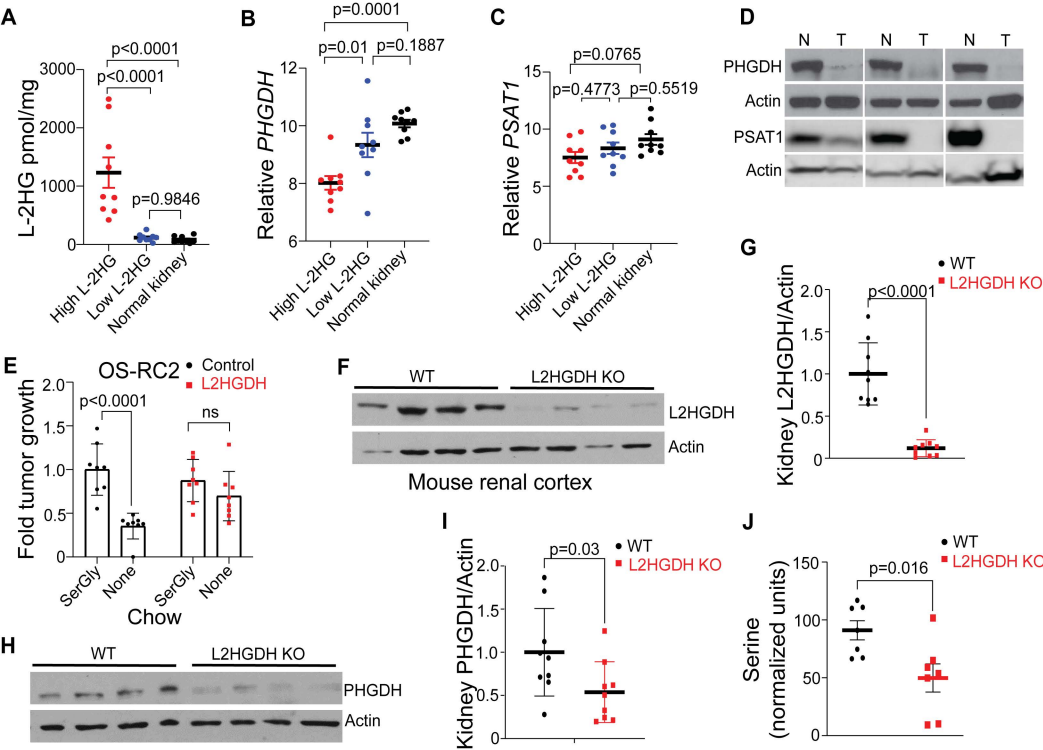 A
p<0.0001
p<0.0001
p=0.9846
L-2HG pmol/mg
3000
2000
1000
0
High L-2HG
Low L-2HG
Normal kidney
B
p=0.0001
p=0.01
p=0.1887
Relative PHGDH
12
10
8
6
High L-2HG
Low L-2HG
Normal kidney
C
p=0.0765
p=0.4773
p=0.5519
Relative PSAT1
15
10
5
0
High L-2HG
Low L-2HG
Normal kidney
D
N T N T N T
PHGDH
Actin
PSAT1
Actin
E
OS-RC2
Control
L2HGDH
p<0.0001
ns
Fold tumor growth
2.0
1.5
1.0
0.5
0
SerGly
None
SerGly
None
Chow
F
WT L2HGDH KO
L2HGDH
Actin
Mouse renal cortex
G
WT
L2HGDH KO
p<0.0001
Kidney L2HGDH/Actin
2.0
1.5
1.0
0.5
0.0
H
WT L2HGDH KO
PHGDH
Actin
I
WT
L2HGDH KO
p=0.03
Kidney PHGDH/Actin
2.0
1.5
1.0
0.5
0
J
WT
L2HGDH KO
p=0.016
Serine
(normalized units)
150
100
50
0